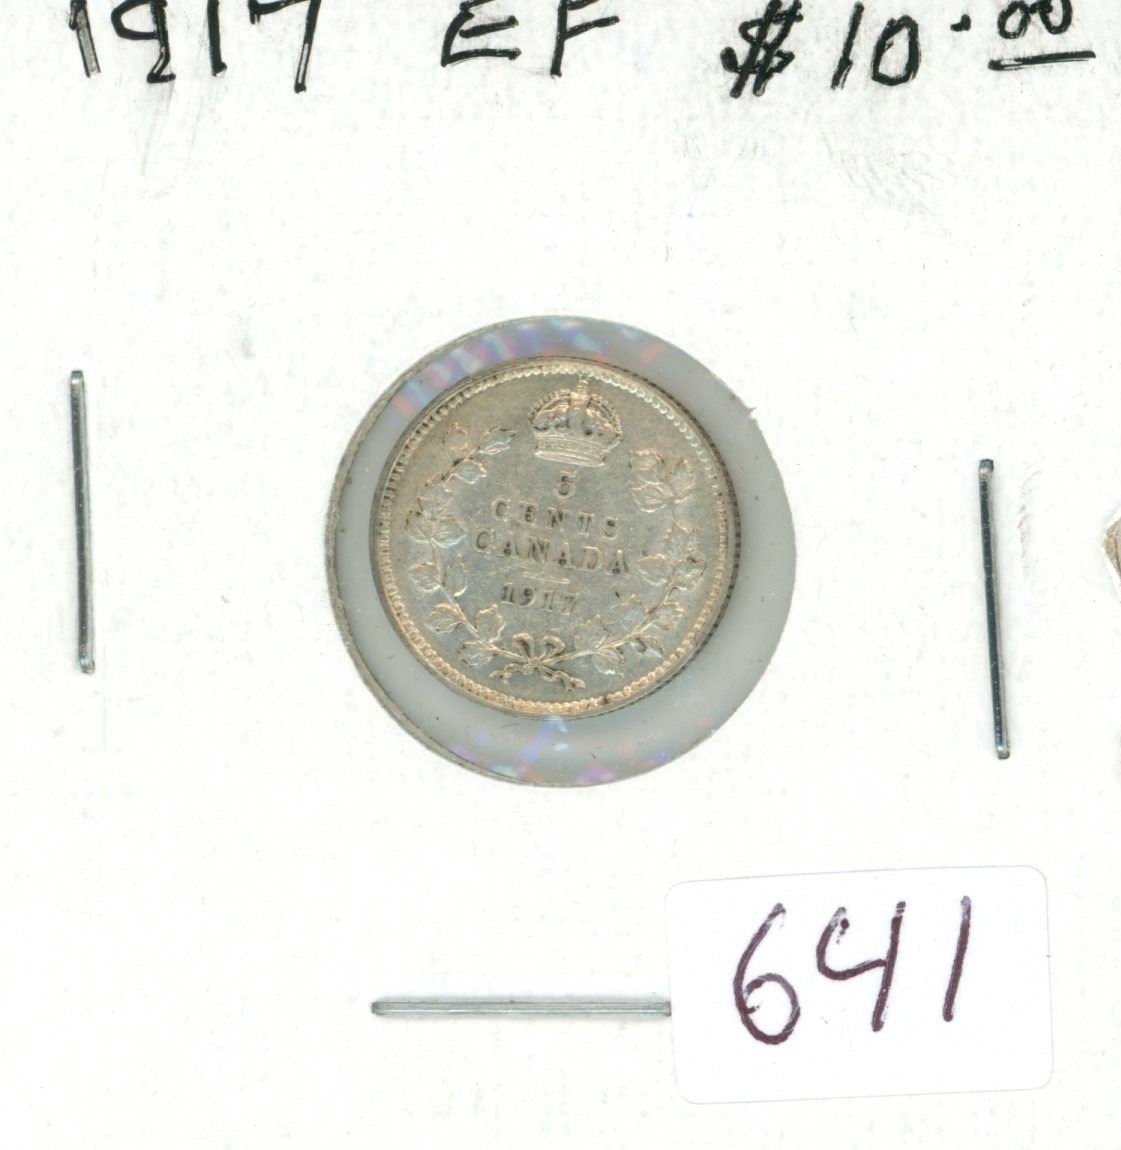 1917 EF $10.00
5
CENTS
CANADA
1917
641